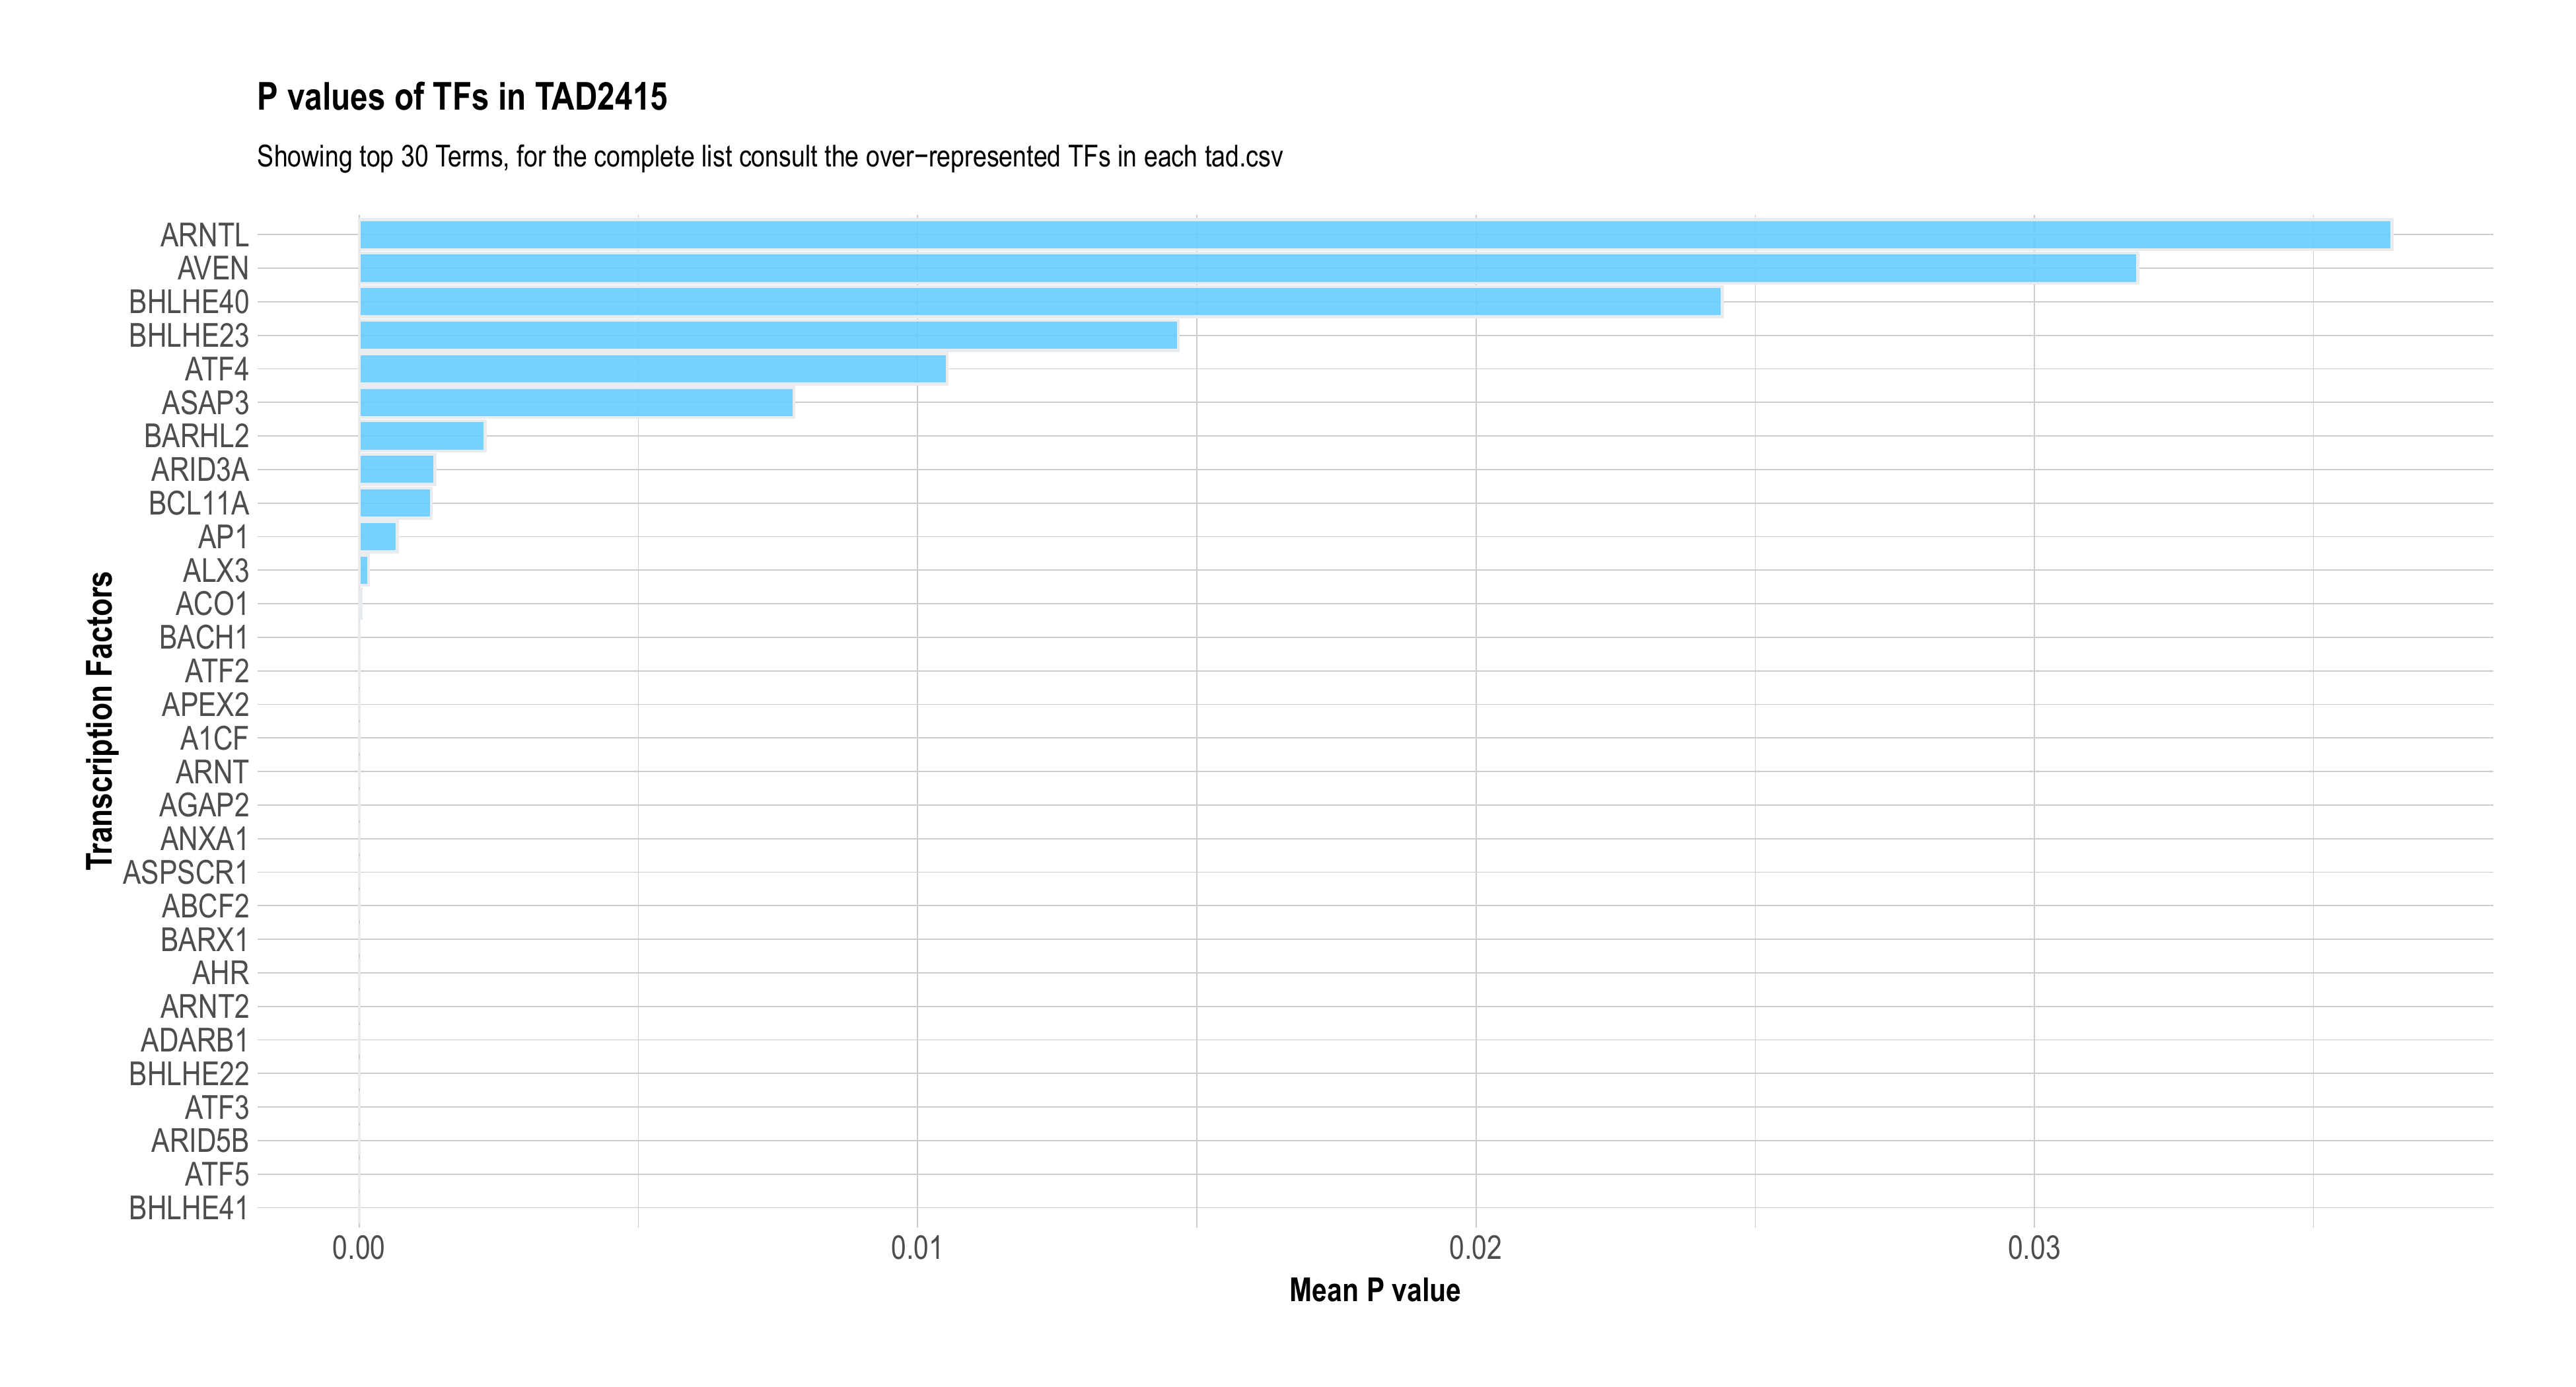 P values of TFs in TAD2415
Showing top 30 Terms, for the complete list consult the over−represented TFs in each tad.csv
ARNTL
AVEN
BHLHE40
BHLHE23
ATF4
ASAP3
BARHL2
ARID3A
BCL11A
AP1
ALX3
ACO1
BACH1
ATF2
APEX2
A1CF
ARNT
AGAP2
ANXA1
ASPSCR1
ABCF2
BARX1
AHR
ARNT2
ADARB1
BHLHE22
ATF3
ARID5B
ATF5
BHLHE41
Transcription Factors
0.00 0.01 0.02 0.03
Mean P value